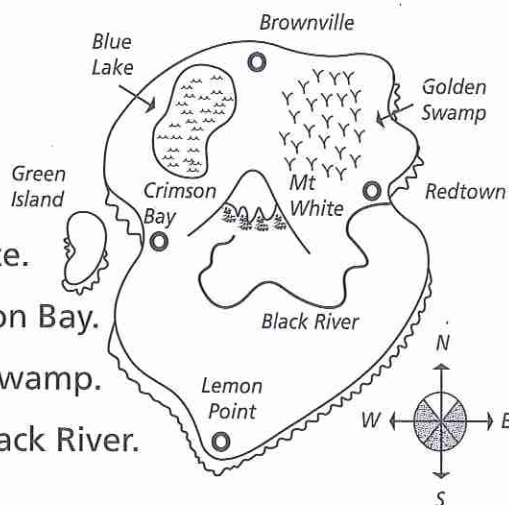 Brownville
Blue
Lake
Golden
Swamp
Green
Island
Crimson
Bay
Mt
White
Redtown
on Bay.
Black River
wamp.
N
Lemon
Point
ack River.
W
E
S